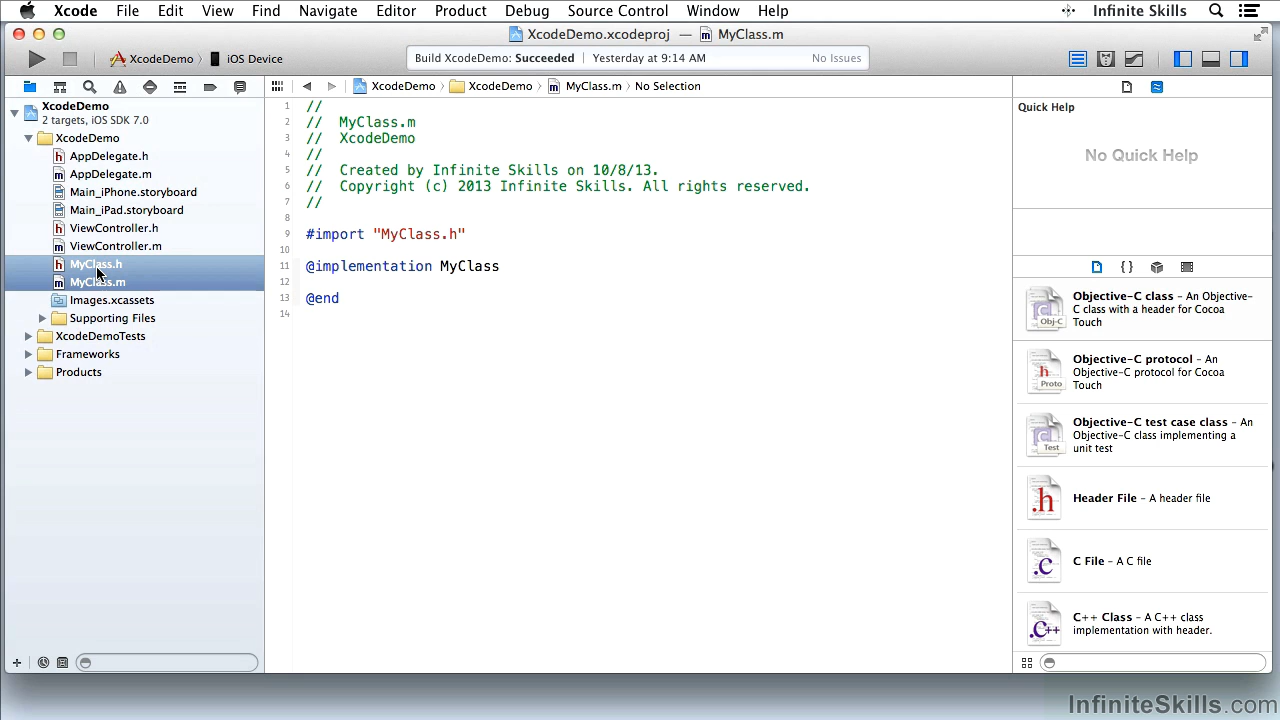 Xcode File Edit View Find Navigate Editor Product Debug Source Control Window Help Infinite Skills
XcodeDemo.xcodeproj — MyClass.m
XcodeDemo iOS Device
Build XcodeDemo: Succeeded Yesterday at 9:14 AM No Issues
XcodeDemo XcodeDemo MyClass.m No Selection
XcodeDemo
2 targets, iOS SDK 7.0
XcodeDemo
h AppDelegate.h
m AppDelegate.m
Main_iPhone.storyboard
Main_iPad.storyboard
h ViewController.h
m ViewController.m
h MyClass.h
m MyClass.m
Images.xcassets
Supporting Files
XcodeDemoTests
Frameworks
Products
1 //
2 // MyClass.m
3 // XcodeDemo
4 //
5 // Created by Infinite Skills on 10/8/13.
6 // Copyright (c) 2013 Infinite Skills. All rights reserved.
7 //
8
9 #import "MyClass.h"
10
11 @implementation MyClass
12
13 @end
14
Quick Help
No Quick Help
{ }
Obj-C
Objective-C class – An Objective-
C class with a header for Cocoa
Touch
h
Proto
Objective-C protocol – An
Objective-C protocol for Cocoa
Touch
Test
Objective-C test case class – An
Objective-C class implementing a
unit test
.h
Header File – A header file
.c
C File – A C file
.C++
C++ Class – A C++ class
implementation with header.
InfiniteSkills.com